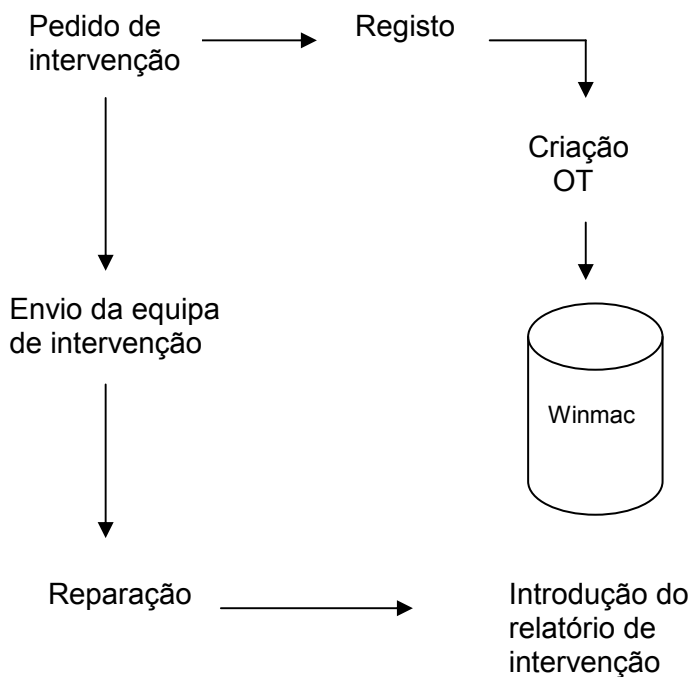 Pedido de
intervenção
Registo
Criação
OT
Envio da equipa
de intervenção
Winmac
Reparação
Introdução do
relatório de
intervenção